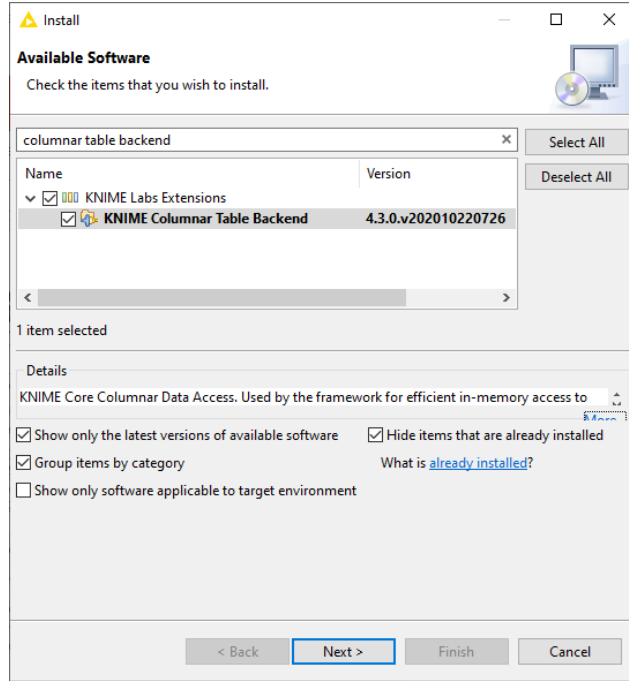 Install
Available Software
Check the items that you wish to install.
columnar table backend
Select All
Name Version
Deselect All
KNIME Labs Extensions
KNIME Columnar Table Backend 4.3.0.v202010220726
1 item selected
Details
KNIME Core Columnar Data Access. Used by the framework for efficient in-memory access to
More...
Show only the latest versions of available software
Hide items that are already installed
Group items by category
What is already installed?
Show only software applicable to target environment
< Back
Next >
Finish
Cancel